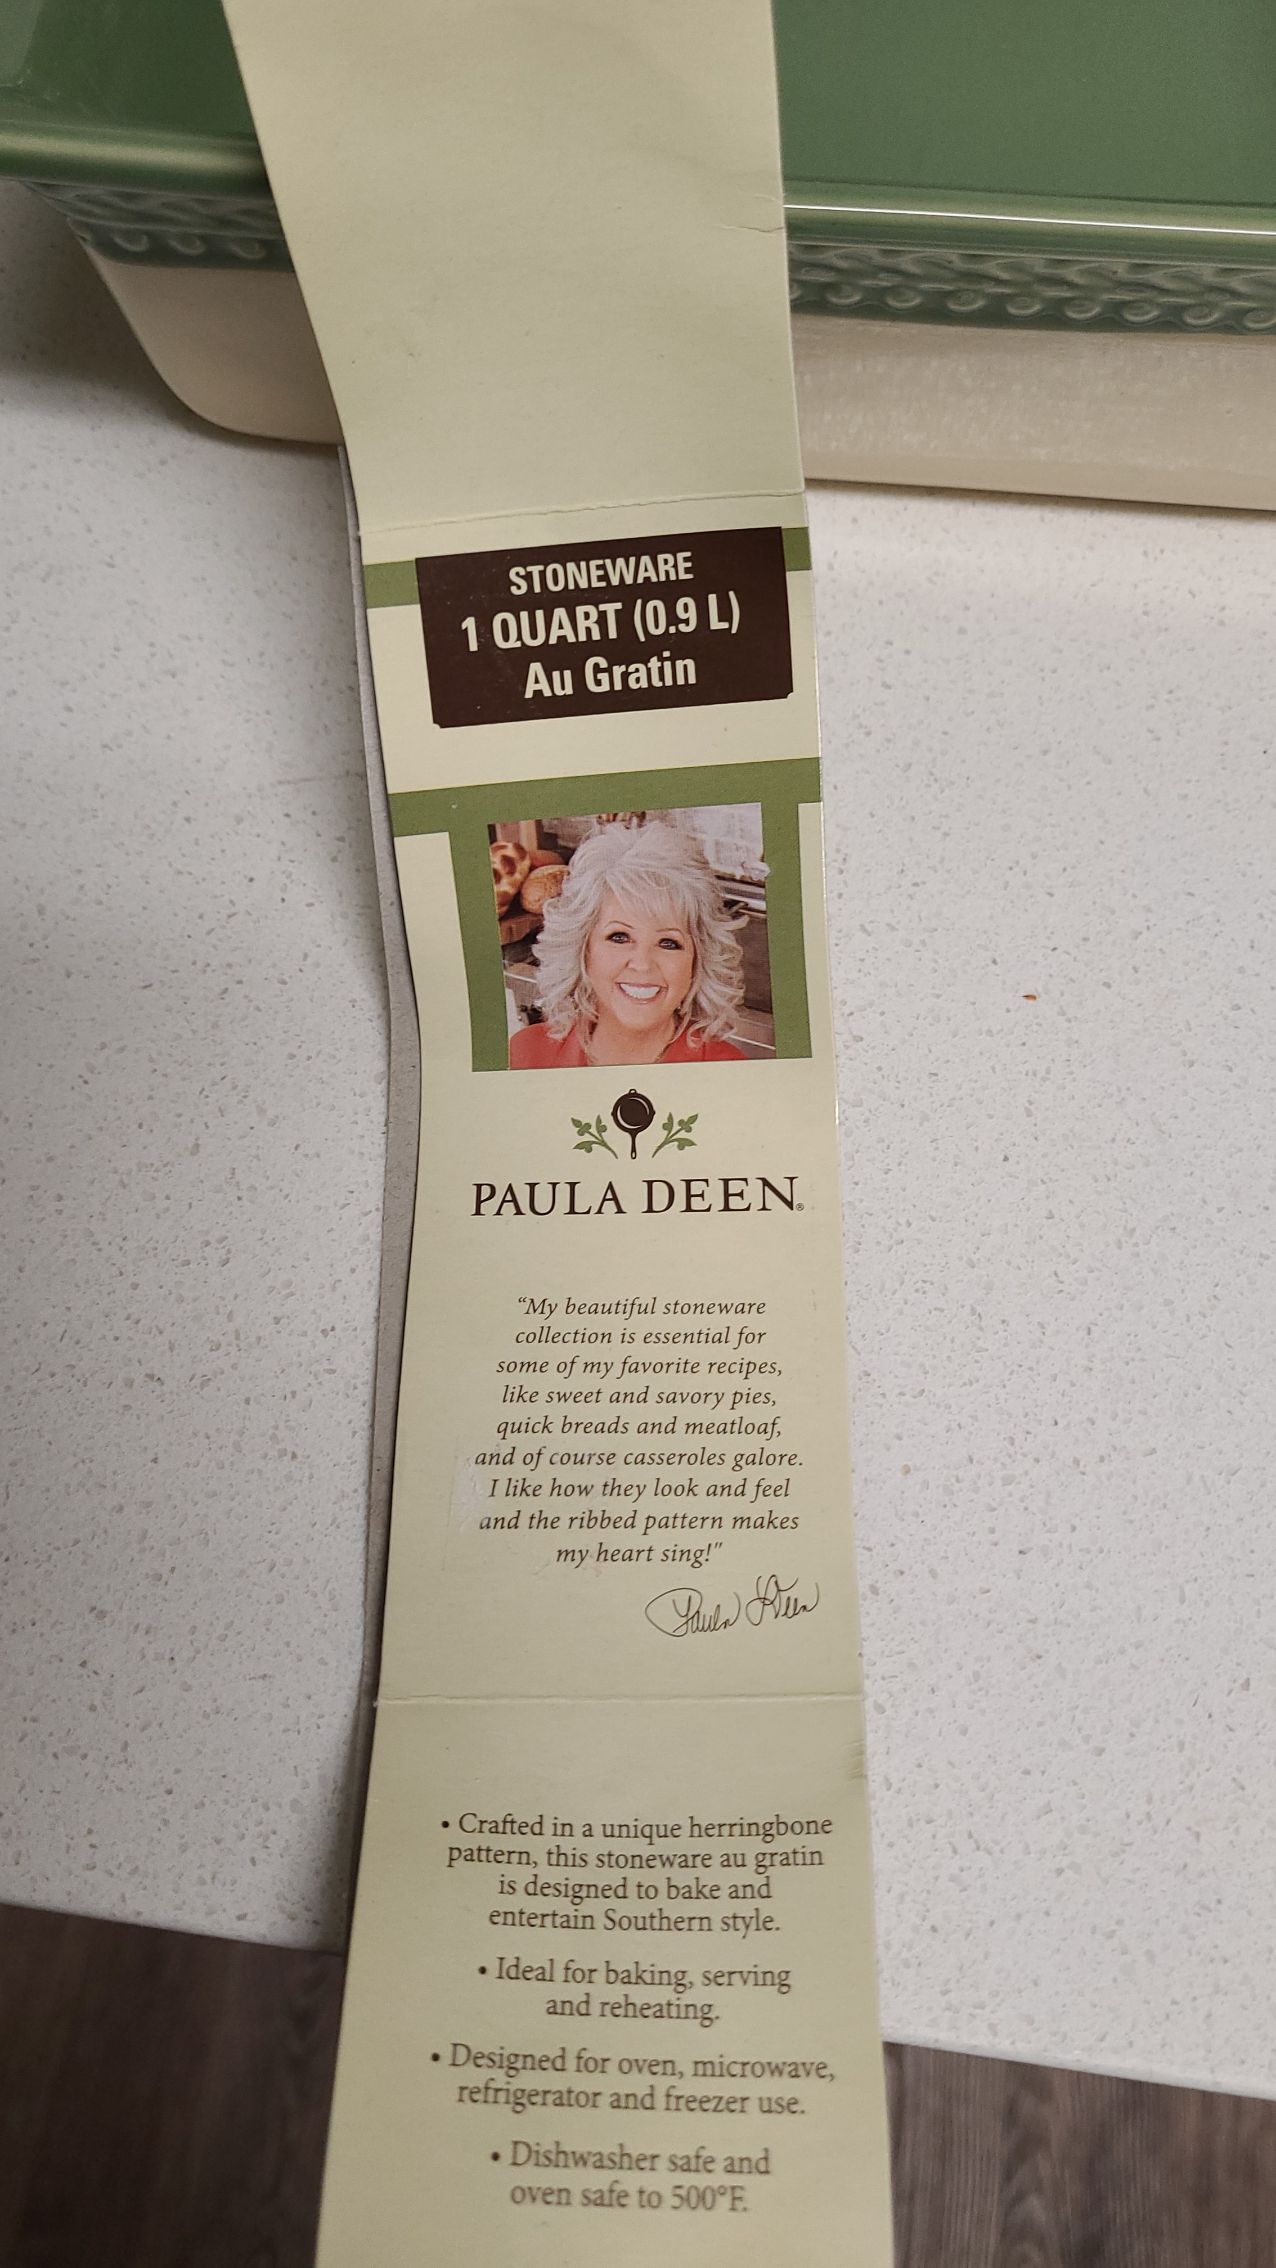 STONEWARE
1 QUART (0.9 L)
Au Gratin
PAULA DEEN®
“My beautiful stoneware
collection is essential for
some of my favorite recipes,
like sweet and savory pies,
quick breads and meatloaf,
and of course casseroles galore.
I like how they look and feel
and the ribbed pattern makes
my heart sing!"
Paula Deen
• Crafted in a unique herringbone
pattern, this stoneware au gratin
is designed to bake and
entertain Southern style.
• Ideal for baking, serving
and reheating.
• Designed for oven, microwave,
refrigerator and freezer use.
• Dishwasher safe and
oven safe to 500°F.